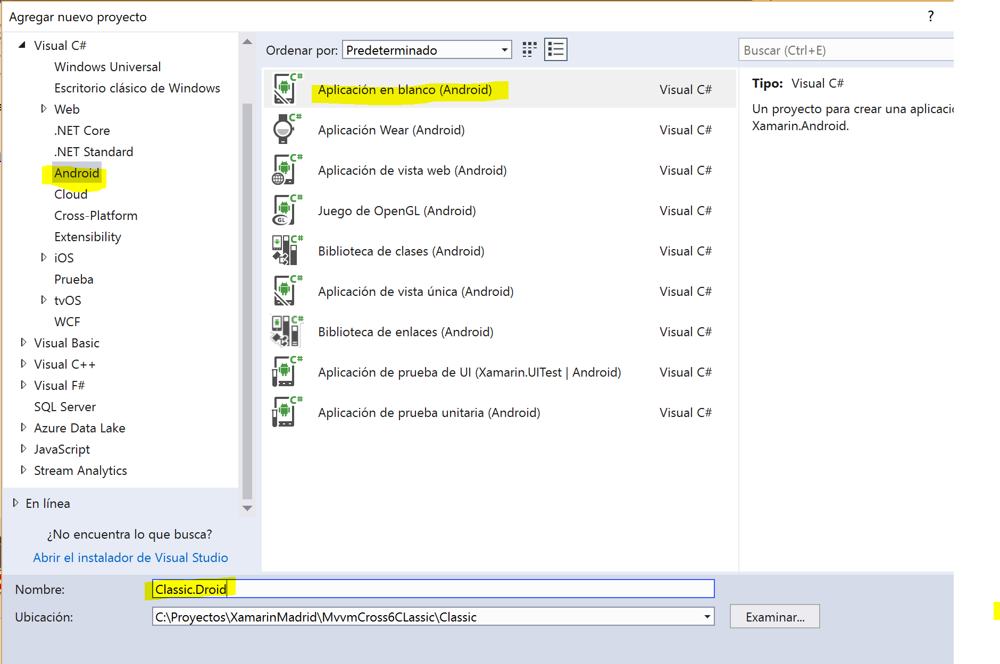 Agregar nuevo proyecto
?
Visual C#
Windows Universal
Escritorio clásico de Windows
Web
.NET Core
.NET Standard
Android
Cloud
Cross-Platform
Extensibility
iOS
Prueba
tvOS
WCF
Visual Basic
Visual C++
Visual F#
SQL Server
Azure Data Lake
JavaScript
Stream Analytics
En línea
¿No encuentra lo que busca?
Abrir el instalador de Visual Studio
Ordenar por: Predeterminado
Buscar (Ctrl+E)
Aplicación en blanco (Android) Visual C#
Aplicación Wear (Android) Visual C#
Aplicación de vista web (Android) Visual C#
Juego de OpenGL (Android) Visual C#
Biblioteca de clases (Android) Visual C#
Aplicación de vista única (Android) Visual C#
Biblioteca de enlaces (Android) Visual C#
Aplicación de prueba de UI (Xamarin.UITest | Android) Visual C#
Aplicación de prueba unitaria (Android) Visual C#
Tipo: Visual C#
Un proyecto para crear una aplicació
Xamarin.Android.
Nombre: Classic.Droid
Ubicación: C:\Proyectos\XamarinMadrid\MvvmCross6CLassic\Classic
Examinar...